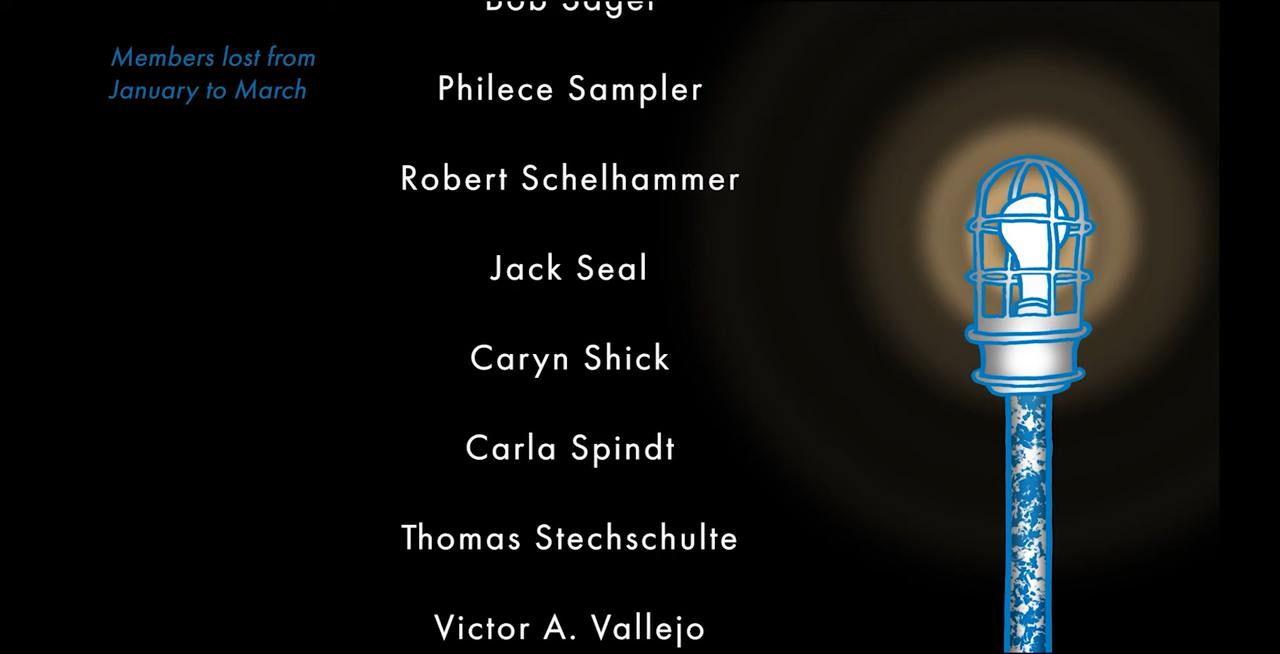 Members lost from
January to March
Philece Sampler
Robert Schelhammer
Jack Seal
Caryn Shick
Carla Spindt
Thomas Stechschulte
Victor A. Vallejo